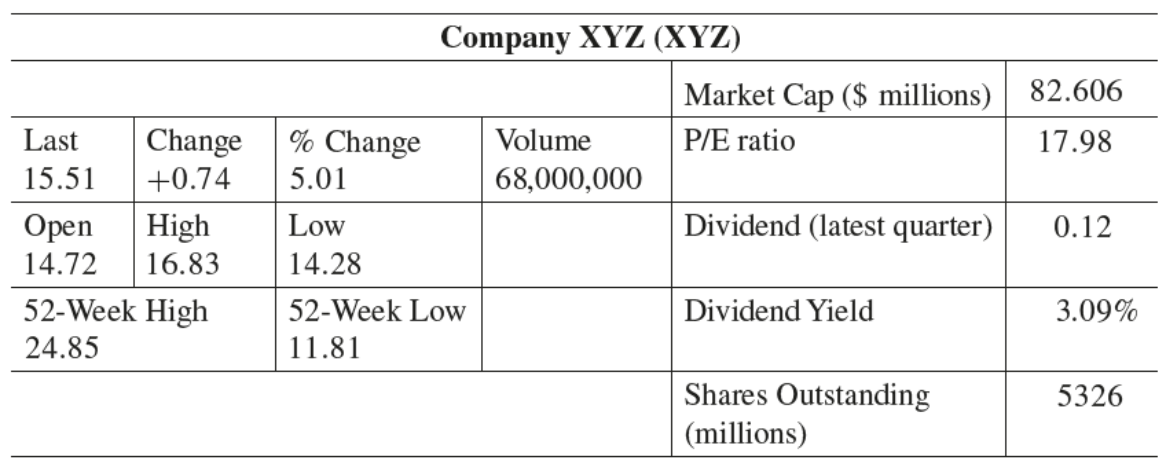 Company XYZ (XYZ)
Market Cap ($ millions) 82.606
Last Change % Change Volume P/E ratio 17.98
15.51 +0.74 5.01 68,000,000
Open High Low Dividend (latest quarter) 0.12
14.72 16.83 14.28
52-Week High 52-Week Low Dividend Yield 3.09%
24.85 11.81
Shares Outstanding 5326
(millions)